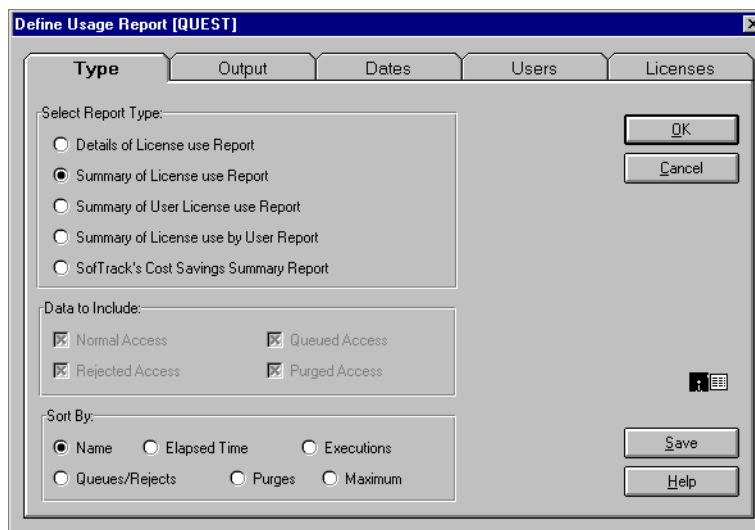 Define Usage Report [QUEST]
Type Output Dates Users Licenses
Select Report Type:
Details of License use Report
Summary of License use Report
Summary of User License use Report
Summary of License use by User Report
SofTrack's Cost Savings Summary Report
OK
Cancel
Data to Include:
Normal Access Queued Access
Rejected Access Purged Access
Sort By:
Name Elapsed Time Executions
Queues/Rejects Purges Maximum
Save
Help